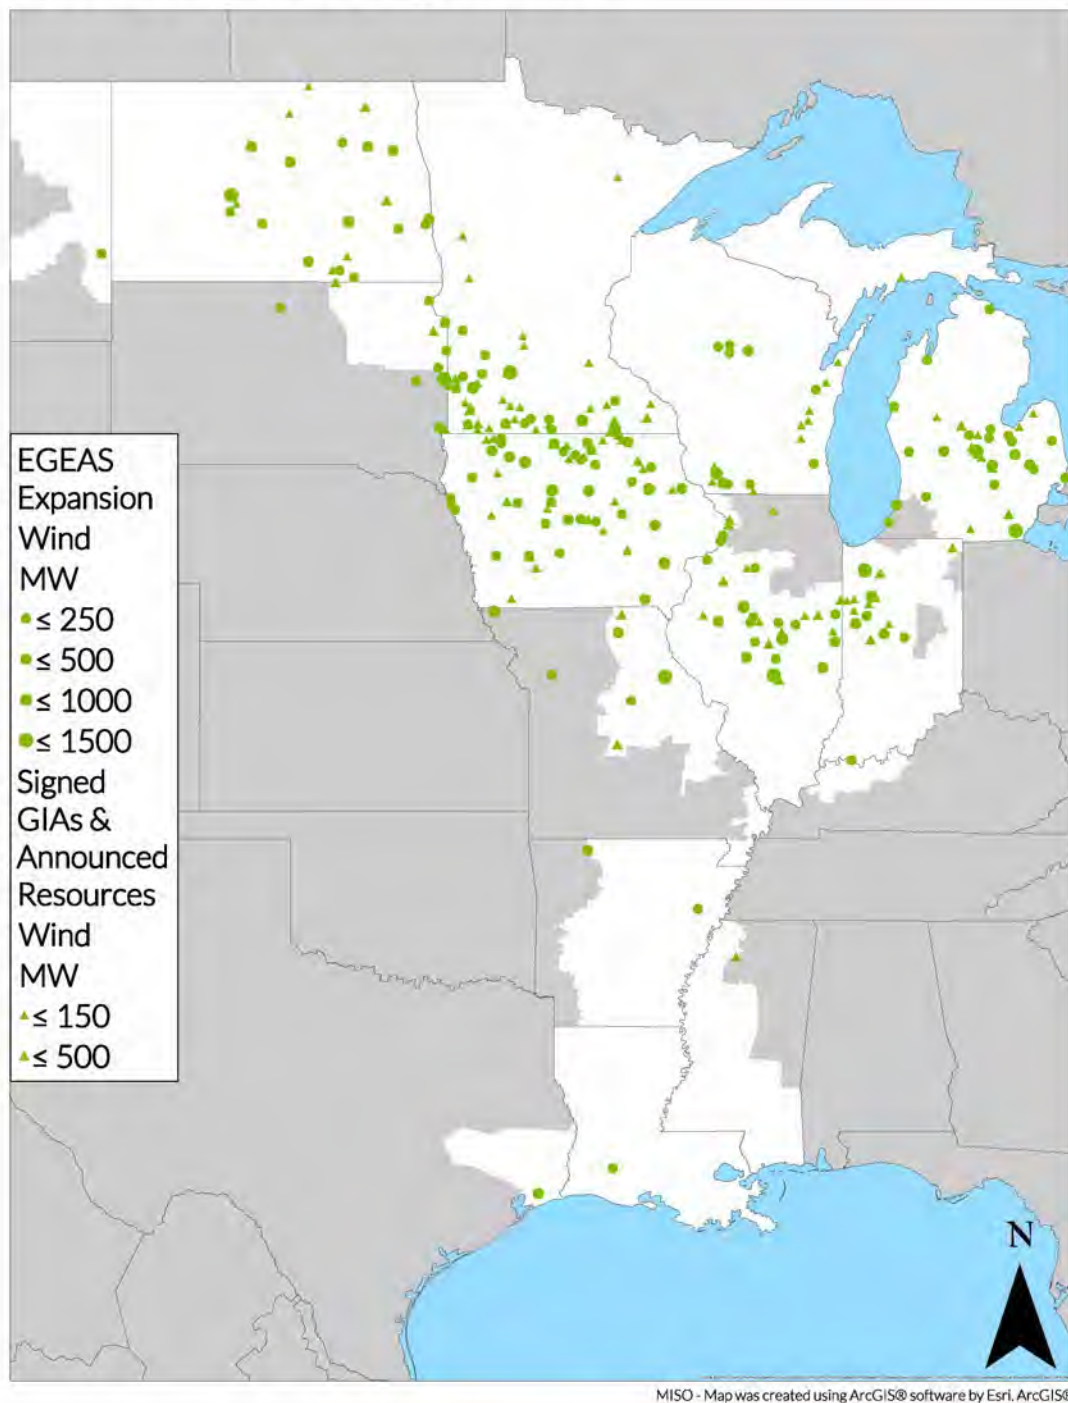 EGEAS
Expansion
Wind
MW
≤ 250
≤ 500
≤ 1000
≤ 1500
Signed
GIAs &
Announced
Resources
Wind
MW
≤ 150
≤ 500
N
MISO - Map was created using ArcGIS® software by Esri. ArcGIS®